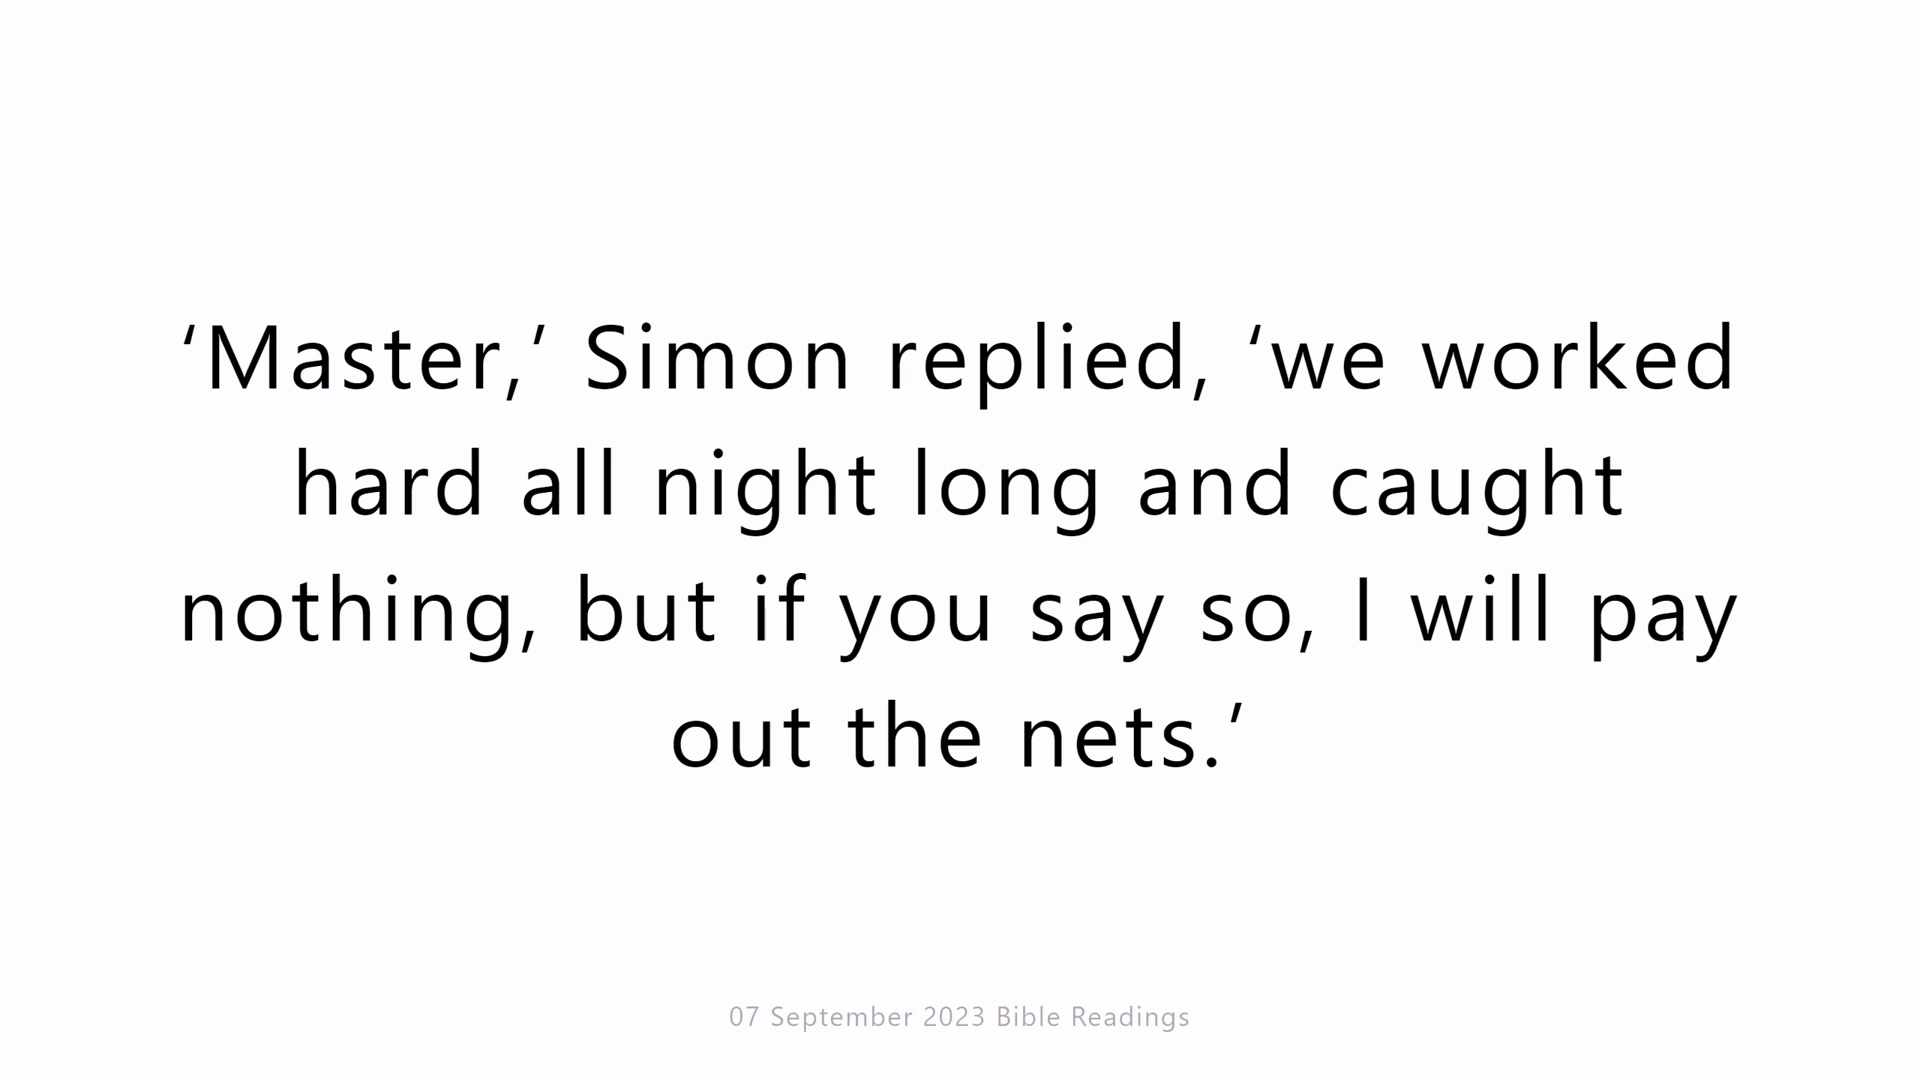 ‘Master,’ Simon replied, ‘we worked
hard all night long and caught
nothing, but if you say so, I will pay
out the nets.’
07 September 2023 Bible Readings